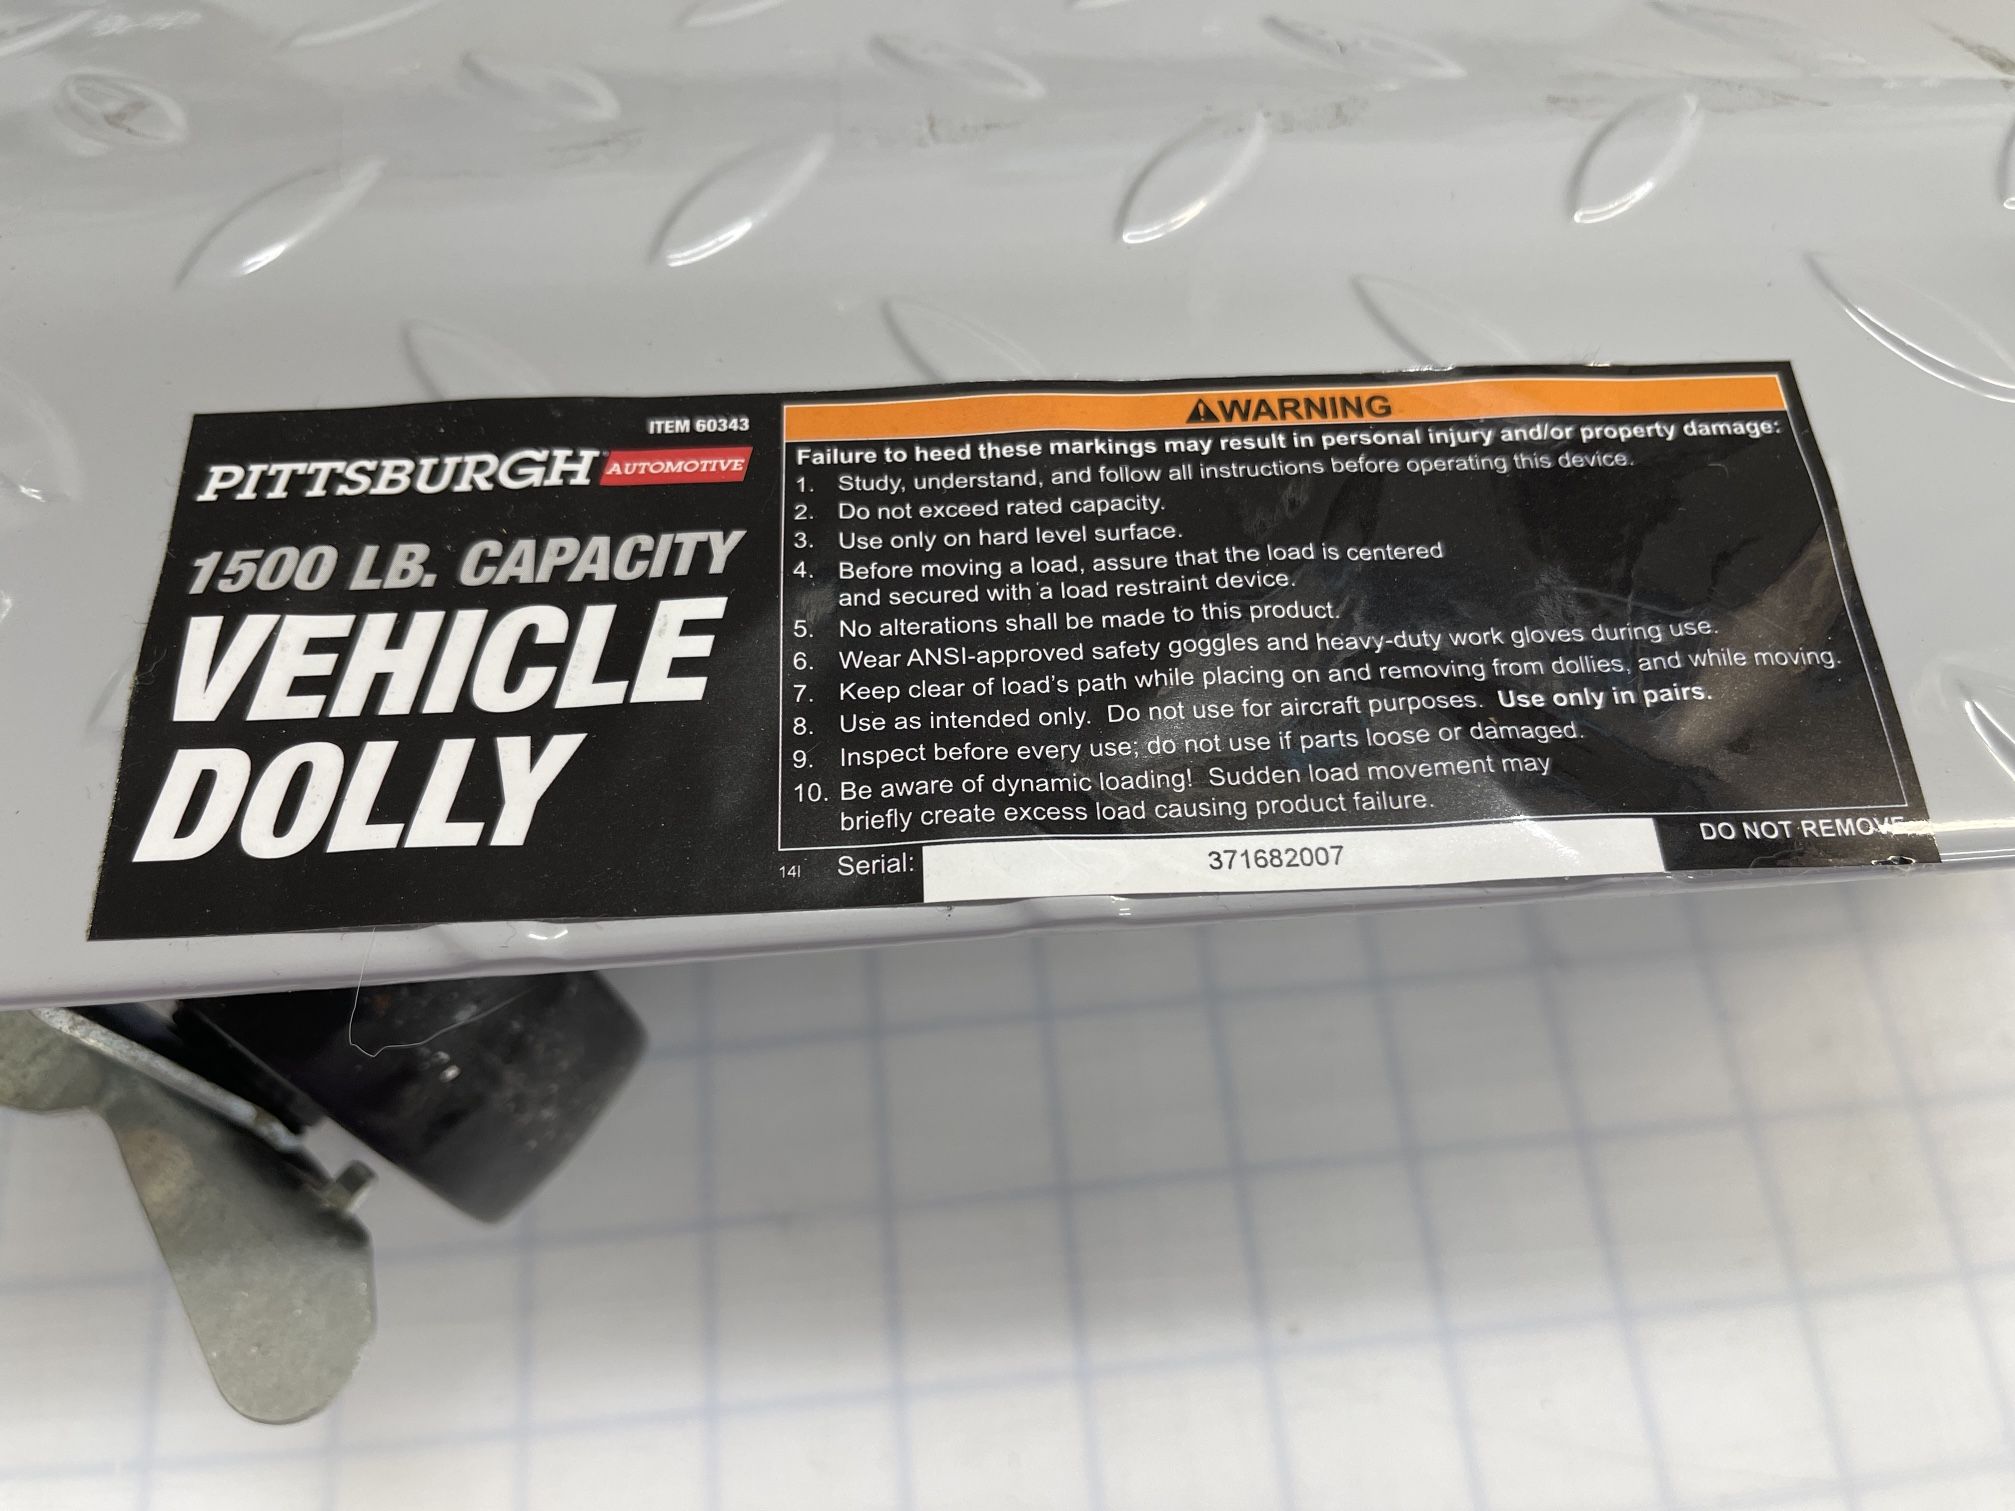 ITEM 60343
PITTSBURGH AUTOMOTIVE
1500 LB. CAPACITY
VEHICLE
DOLLY
⚠WARNING
Failure to heed these markings may result in personal injury and/or property damage:
1. Study, understand, and follow all instructions before operating this device.
2. Do not exceed rated capacity.
3. Use only on hard level surface.
4. Before moving a load, assure that the load is centered
and secured with a load restraint device.
5. No alterations shall be made to this product.
6. Wear ANSI-approved safety goggles and heavy-duty work gloves during use.
7. Keep clear of load's path while placing on and removing from dollies, and while moving.
8. Use as intended only. Do not use for aircraft purposes. Use only in pairs.
9. Inspect before every use; do not use if parts loose or damaged.
10. Be aware of dynamic loading! Sudden load movement may
briefly create excess load causing product failure.
14l Serial: 371682007 DO NOT REMOVE